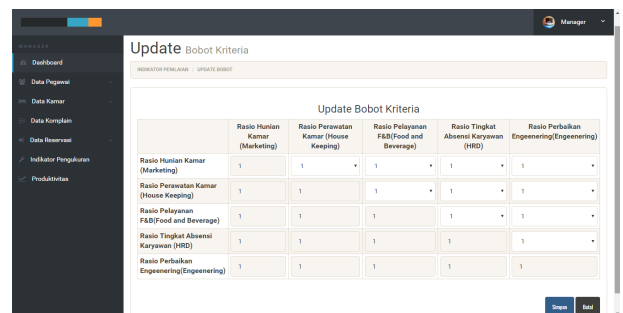 Manager
MANAGER
Dashboard
Data Pegawai
Data Kamar
Data Komplain
Data Reservasi
Indikator Pengukuran
Produktivitas
Update Bobot Kriteria
INDIKATOR PENILAIAN / UPDATE BOBOT
Update Bobot Kriteria
Rasio Hunian Kamar (Marketing) Rasio Perawatan Kamar (House Keeping) Rasio Pelayanan F&B(Food and Beverage) Rasio Tingkat Absensi Karyawan (HRD) Rasio Perbaikan Engeenering(Engeenering)
Rasio Hunian Kamar (Marketing) 1 1 1 1 1
Rasio Perawatan Kamar (House Keeping) 1 1 1 1 1
Rasio Pelayanan F&B(Food and Beverage) 1 1 1 1 1
Rasio Tingkat Absensi Karyawan (HRD) 1 1 1 1 1
Rasio Perbaikan Engeenering(Engeenering) 1 1 1 1 1
Simpan Batal